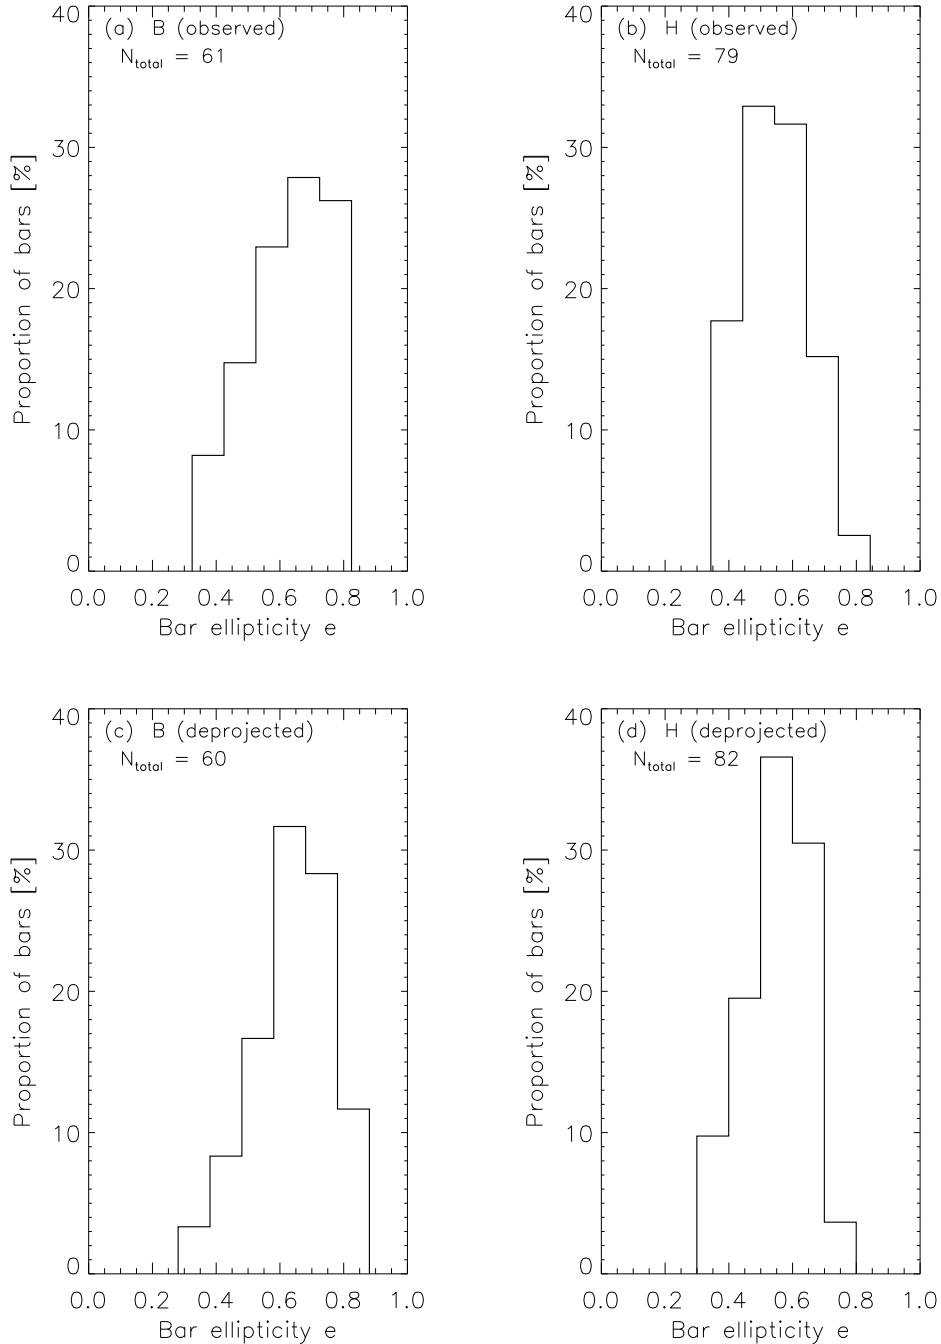 (a) B (observed)
N_total = 61
40
30
20
10
0
Proportion of bars [%]
0.0 0.2 0.4 0.6 0.8 1.0
Bar ellipticity e
(b) H (observed)
N_total = 79
40
30
20
10
0
Proportion of bars [%]
0.0 0.2 0.4 0.6 0.8 1.0
Bar ellipticity e
(c) B (deprojected)
N_total = 60
40
30
20
10
0
Proportion of bars [%]
0.0 0.2 0.4 0.6 0.8 1.0
Bar ellipticity e
(d) H (deprojected)
N_total = 82
40
30
20
10
0
Proportion of bars [%]
0.0 0.2 0.4 0.6 0.8 1.0
Bar ellipticity e